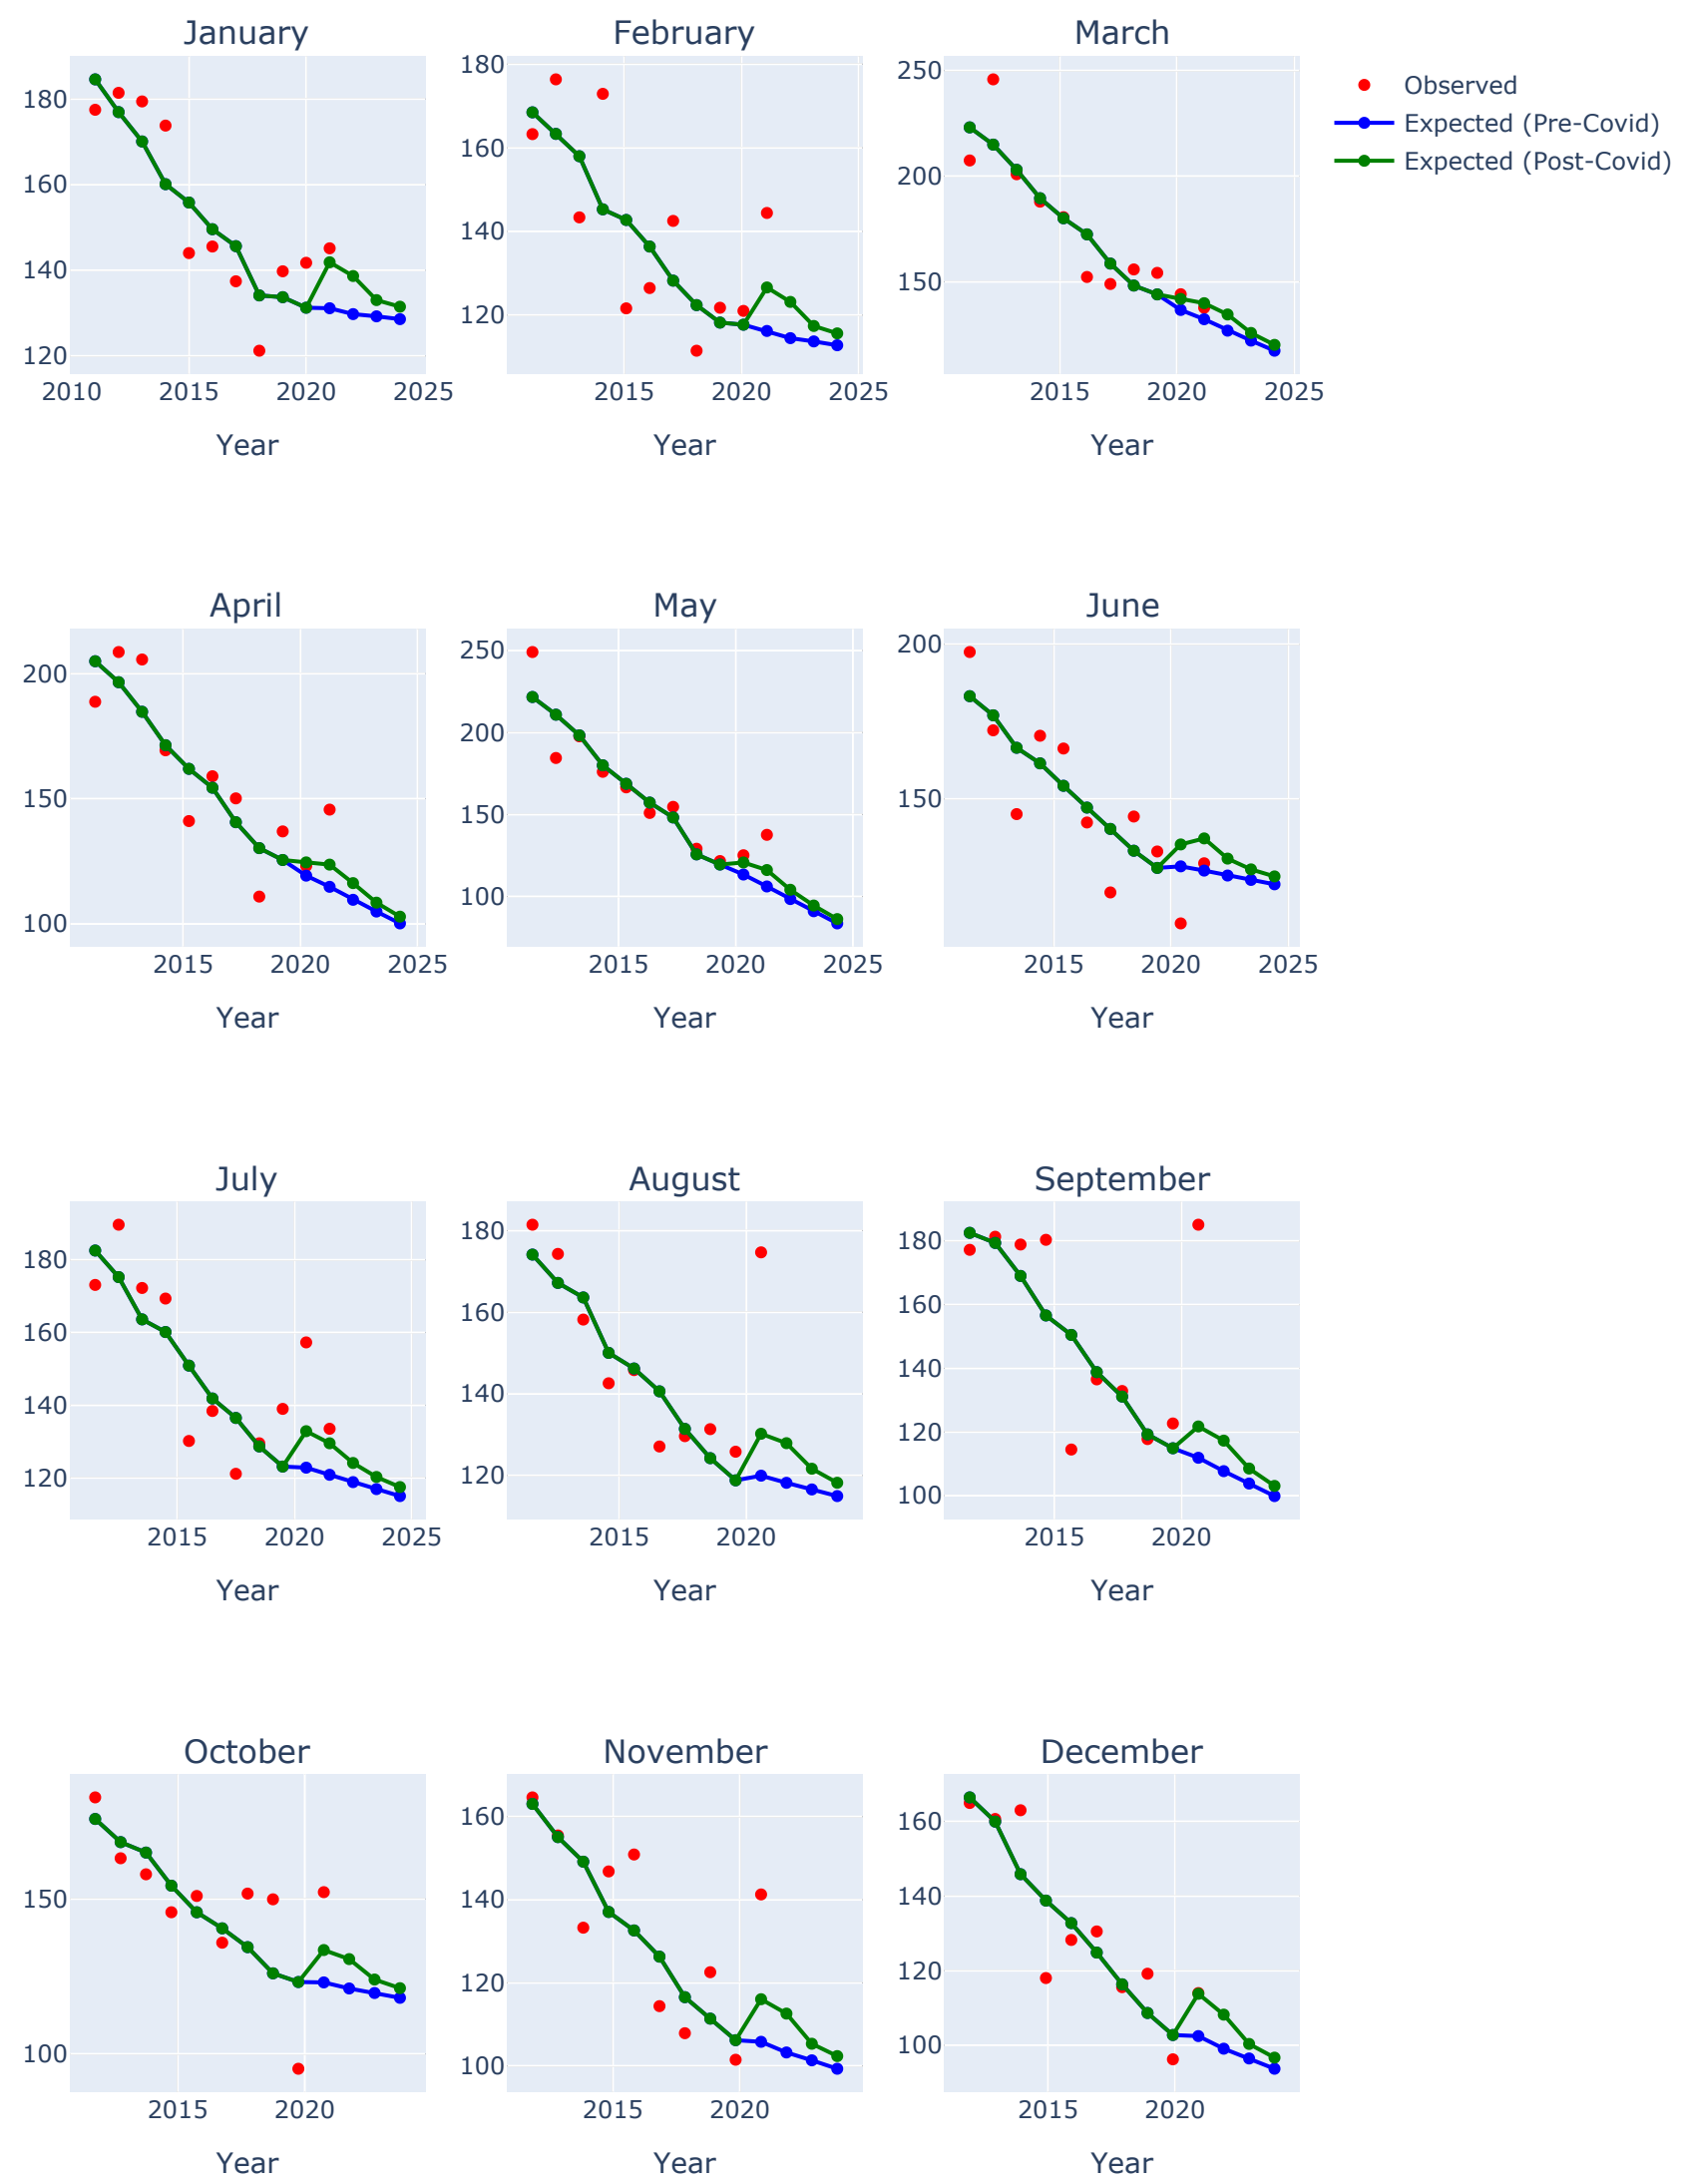 January
February
March
Observed
Expected (Pre-Covid)
Expected (Post-Covid)
180
160
140
120
2010 2015 2020 2025
Year
180
160
140
120
2015 2020 2025
Year
250
200
150
2015 2020 2025
Year
April
May
June
200
150
100
2015 2020 2025
Year
250
200
150
100
2015 2020 2025
Year
200
150
2015 2020 2025
Year
July
August
September
180
160
140
120
2015 2020 2025
Year
180
160
140
120
2015 2020
Year
180
160
140
120
100
2015 2020
Year
October
November
December
150
100
2015 2020
Year
160
140
120
100
2015 2020
Year
160
140
120
100
2015 2020
Year